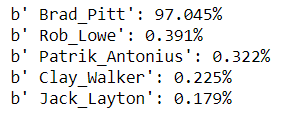 b' Brad_Pitt': 97.045%
b' Rob_Lowe': 0.391%
b' Patrik_Antonius': 0.322%
b' Clay_Walker': 0.225%
b' Jack_Layton': 0.179%